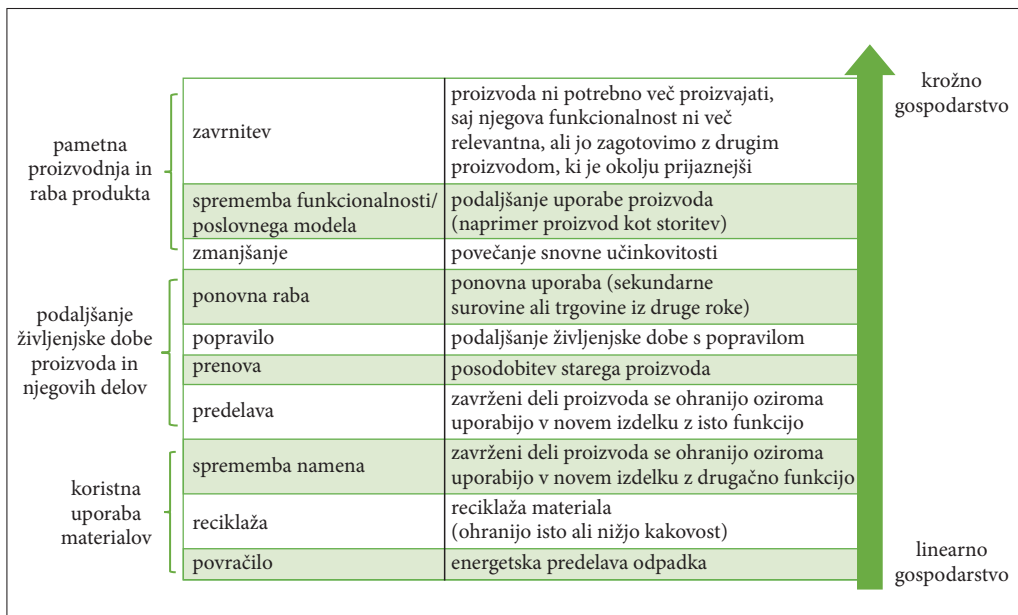 krožno
gospodarstvo
pametna
proizvodnja in
raba produkta
zavrnitev
proizvoda ni potrebno več proizvajati,
saj njegova funkcionalnost ni več
relevantna, ali jo zagotovimo z drugim
proizvodom, ki je okolju prijaznejši
sprememba funkcionalnosti/
poslovnega modela
podaljšanje uporabe proizvoda
(naprimer proizvod kot storitev)
zmanjšanje
povečanje snovne učinkovitosti
podaljšanje
življenjske dobe
proizvoda in
njegovih delov
ponovna raba
ponovna uporaba (sekundarne
surovine ali trgovine iz druge roke)
popravilo
podaljšanje življenjske dobe s popravilom
prenova
posodobitev starega proizvoda
predelava
zavrženi deli proizvoda se ohranijo oziroma
uporabijo v novem izdelku z isto funkcijo
koristna
uporaba
materialov
sprememba namena
zavrženi deli proizvoda se ohranijo oziroma
uporabijo v novem izdelku z drugačno funkcijo
reciklaža
reciklaža materiala
(ohranijo isto ali nižjo kakovost)
povračilo
energetska predelava odpadka
linearno
gospodarstvo